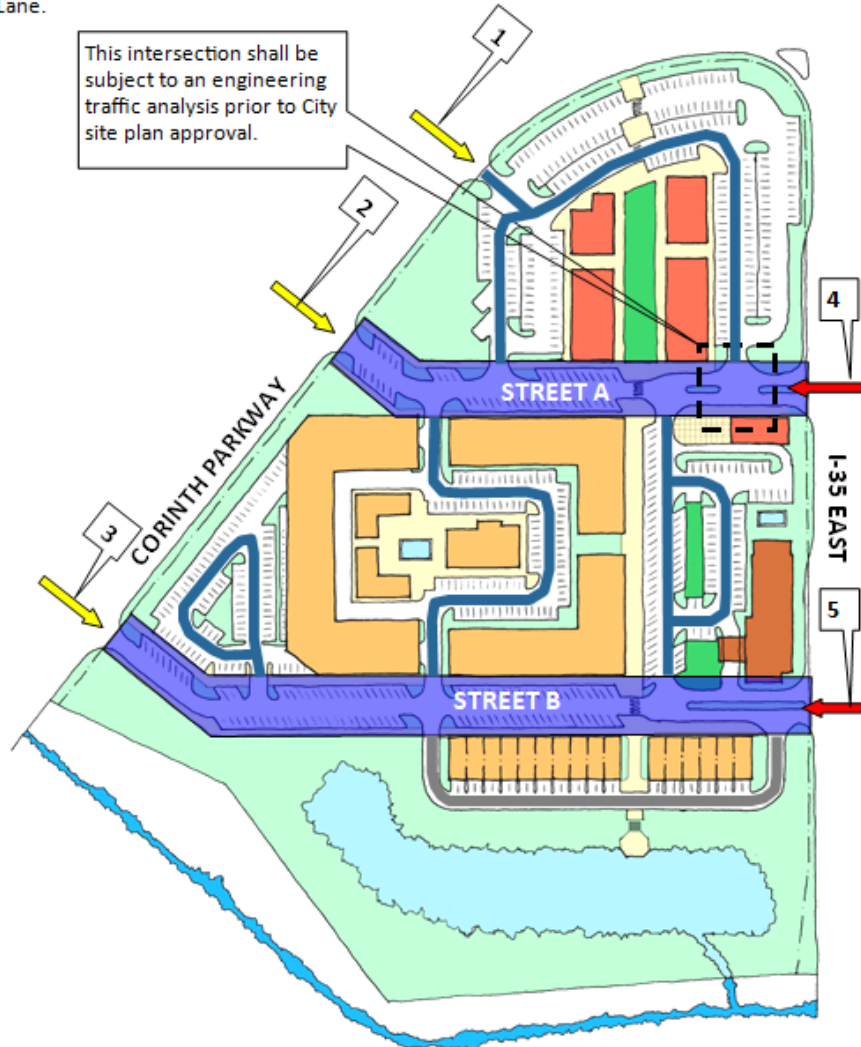 Lane.
This intersection shall be
subject to an engineering
traffic analysis prior to City
site plan approval.
1
2
3
4
5
STREET A
CORINTH PARKWAY
I-35 EAST
STREET B